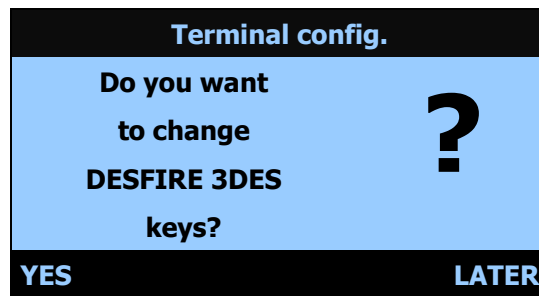 Terminal config.
Do you want
to change
DESFIRE 3DES
keys?
?
YES LATER